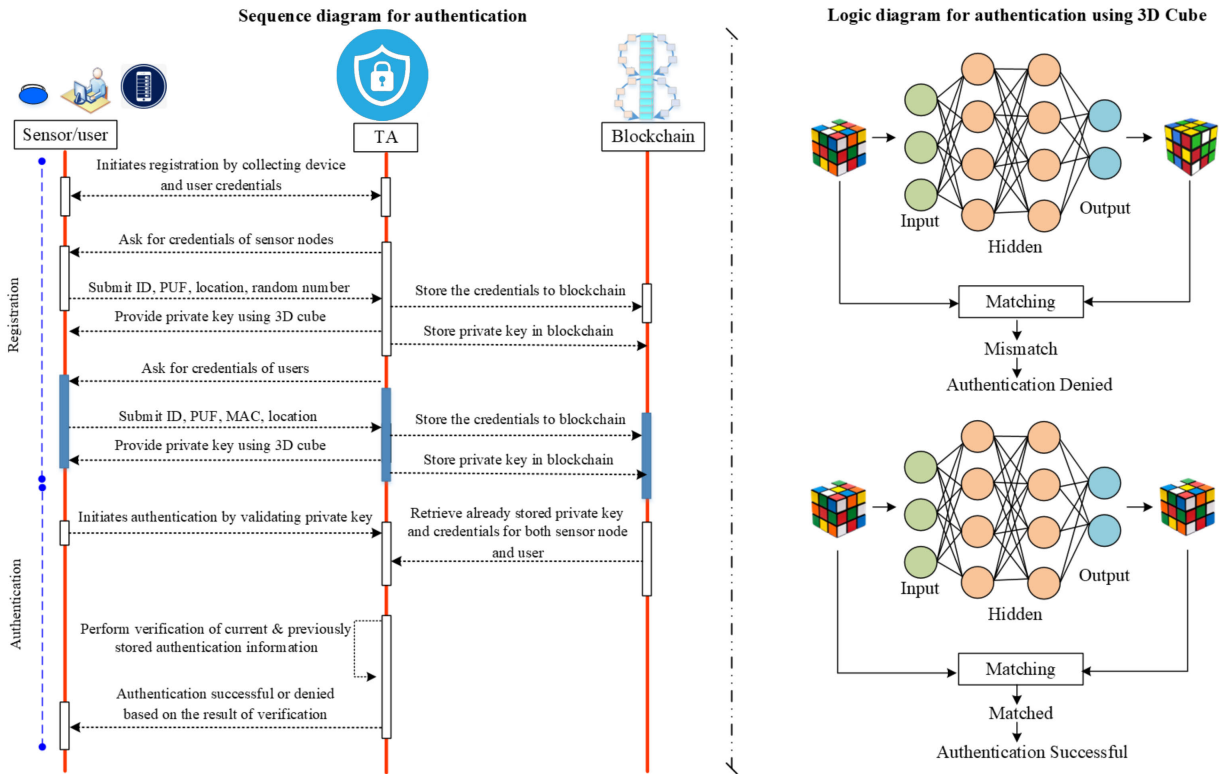 Sequence diagram for authentication
Sensor/user
TA
Blockchain
Registration
Initiates registration by collecting device
and user credentials
Ask for credentials of sensor nodes
Submit ID, PUF, location, random number
Store the credentials to blockchain
Provide private key using 3D cube
Store private key in blockchain
Ask for credentials of users
Submit ID, PUF, MAC, location
Store the credentials to blockchain
Provide private key using 3D cube
Store private key in blockchain
Authentication
Initiates authentication by validating private key
Retrieve already stored private key
and credentials for both sensor node
and user
Perform verification of current & previously
stored authentication information
Authentication successful or denied
based on the result of verification
Logic diagram for authentication using 3D Cube
Input
Hidden
Output
Matching
Mismatch
Authentication Denied
Input
Hidden
Output
Matching
Matched
Authentication Successful